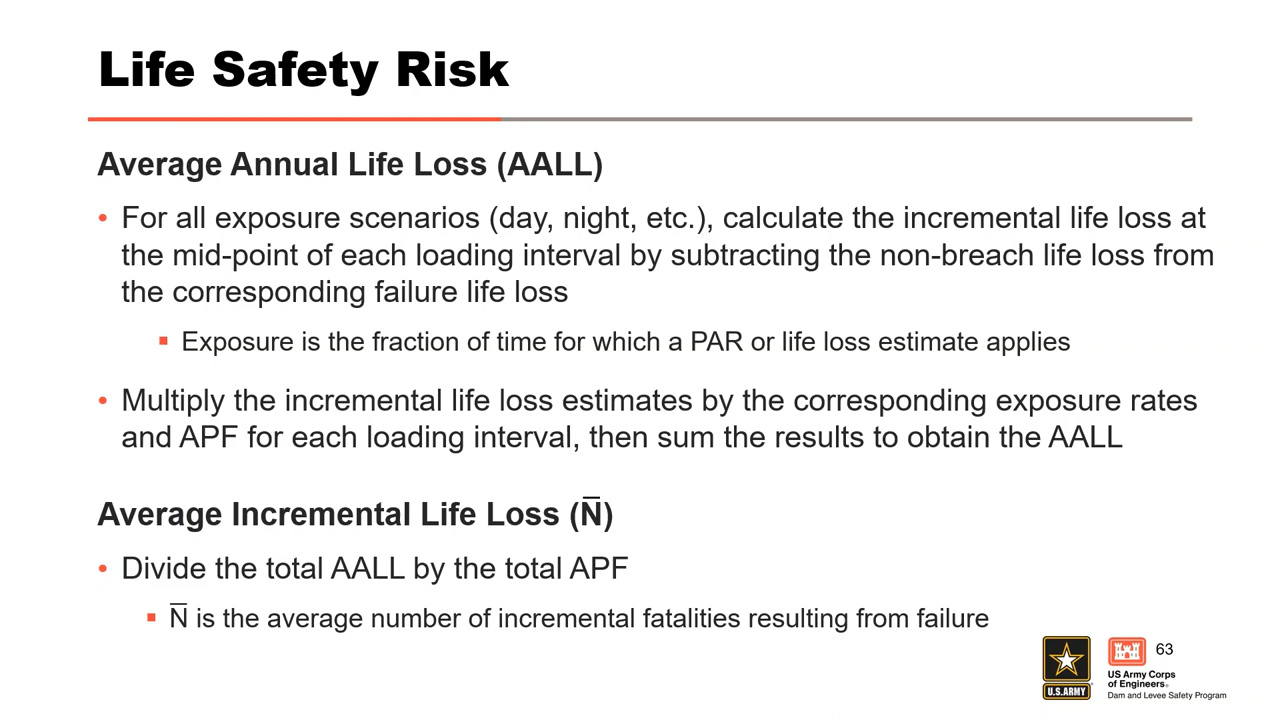 Life Safety Risk
Average Annual Life Loss (AALL)
• For all exposure scenarios (day, night, etc.), calculate the incremental life loss at
the mid-point of each loading interval by subtracting the non-breach life loss from
the corresponding failure life loss
▪ Exposure is the fraction of time for which a PAR or life loss estimate applies
• Multiply the incremental life loss estimates by the corresponding exposure rates
and APF for each loading interval, then sum the results to obtain the AALL
Average Incremental Life Loss (N̅)
• Divide the total AALL by the total APF
▪ N̅ is the average number of incremental fatalities resulting from failure
63
U.S.ARMY
US Army Corps
of Engineers®
Dam and Levee Safety Program